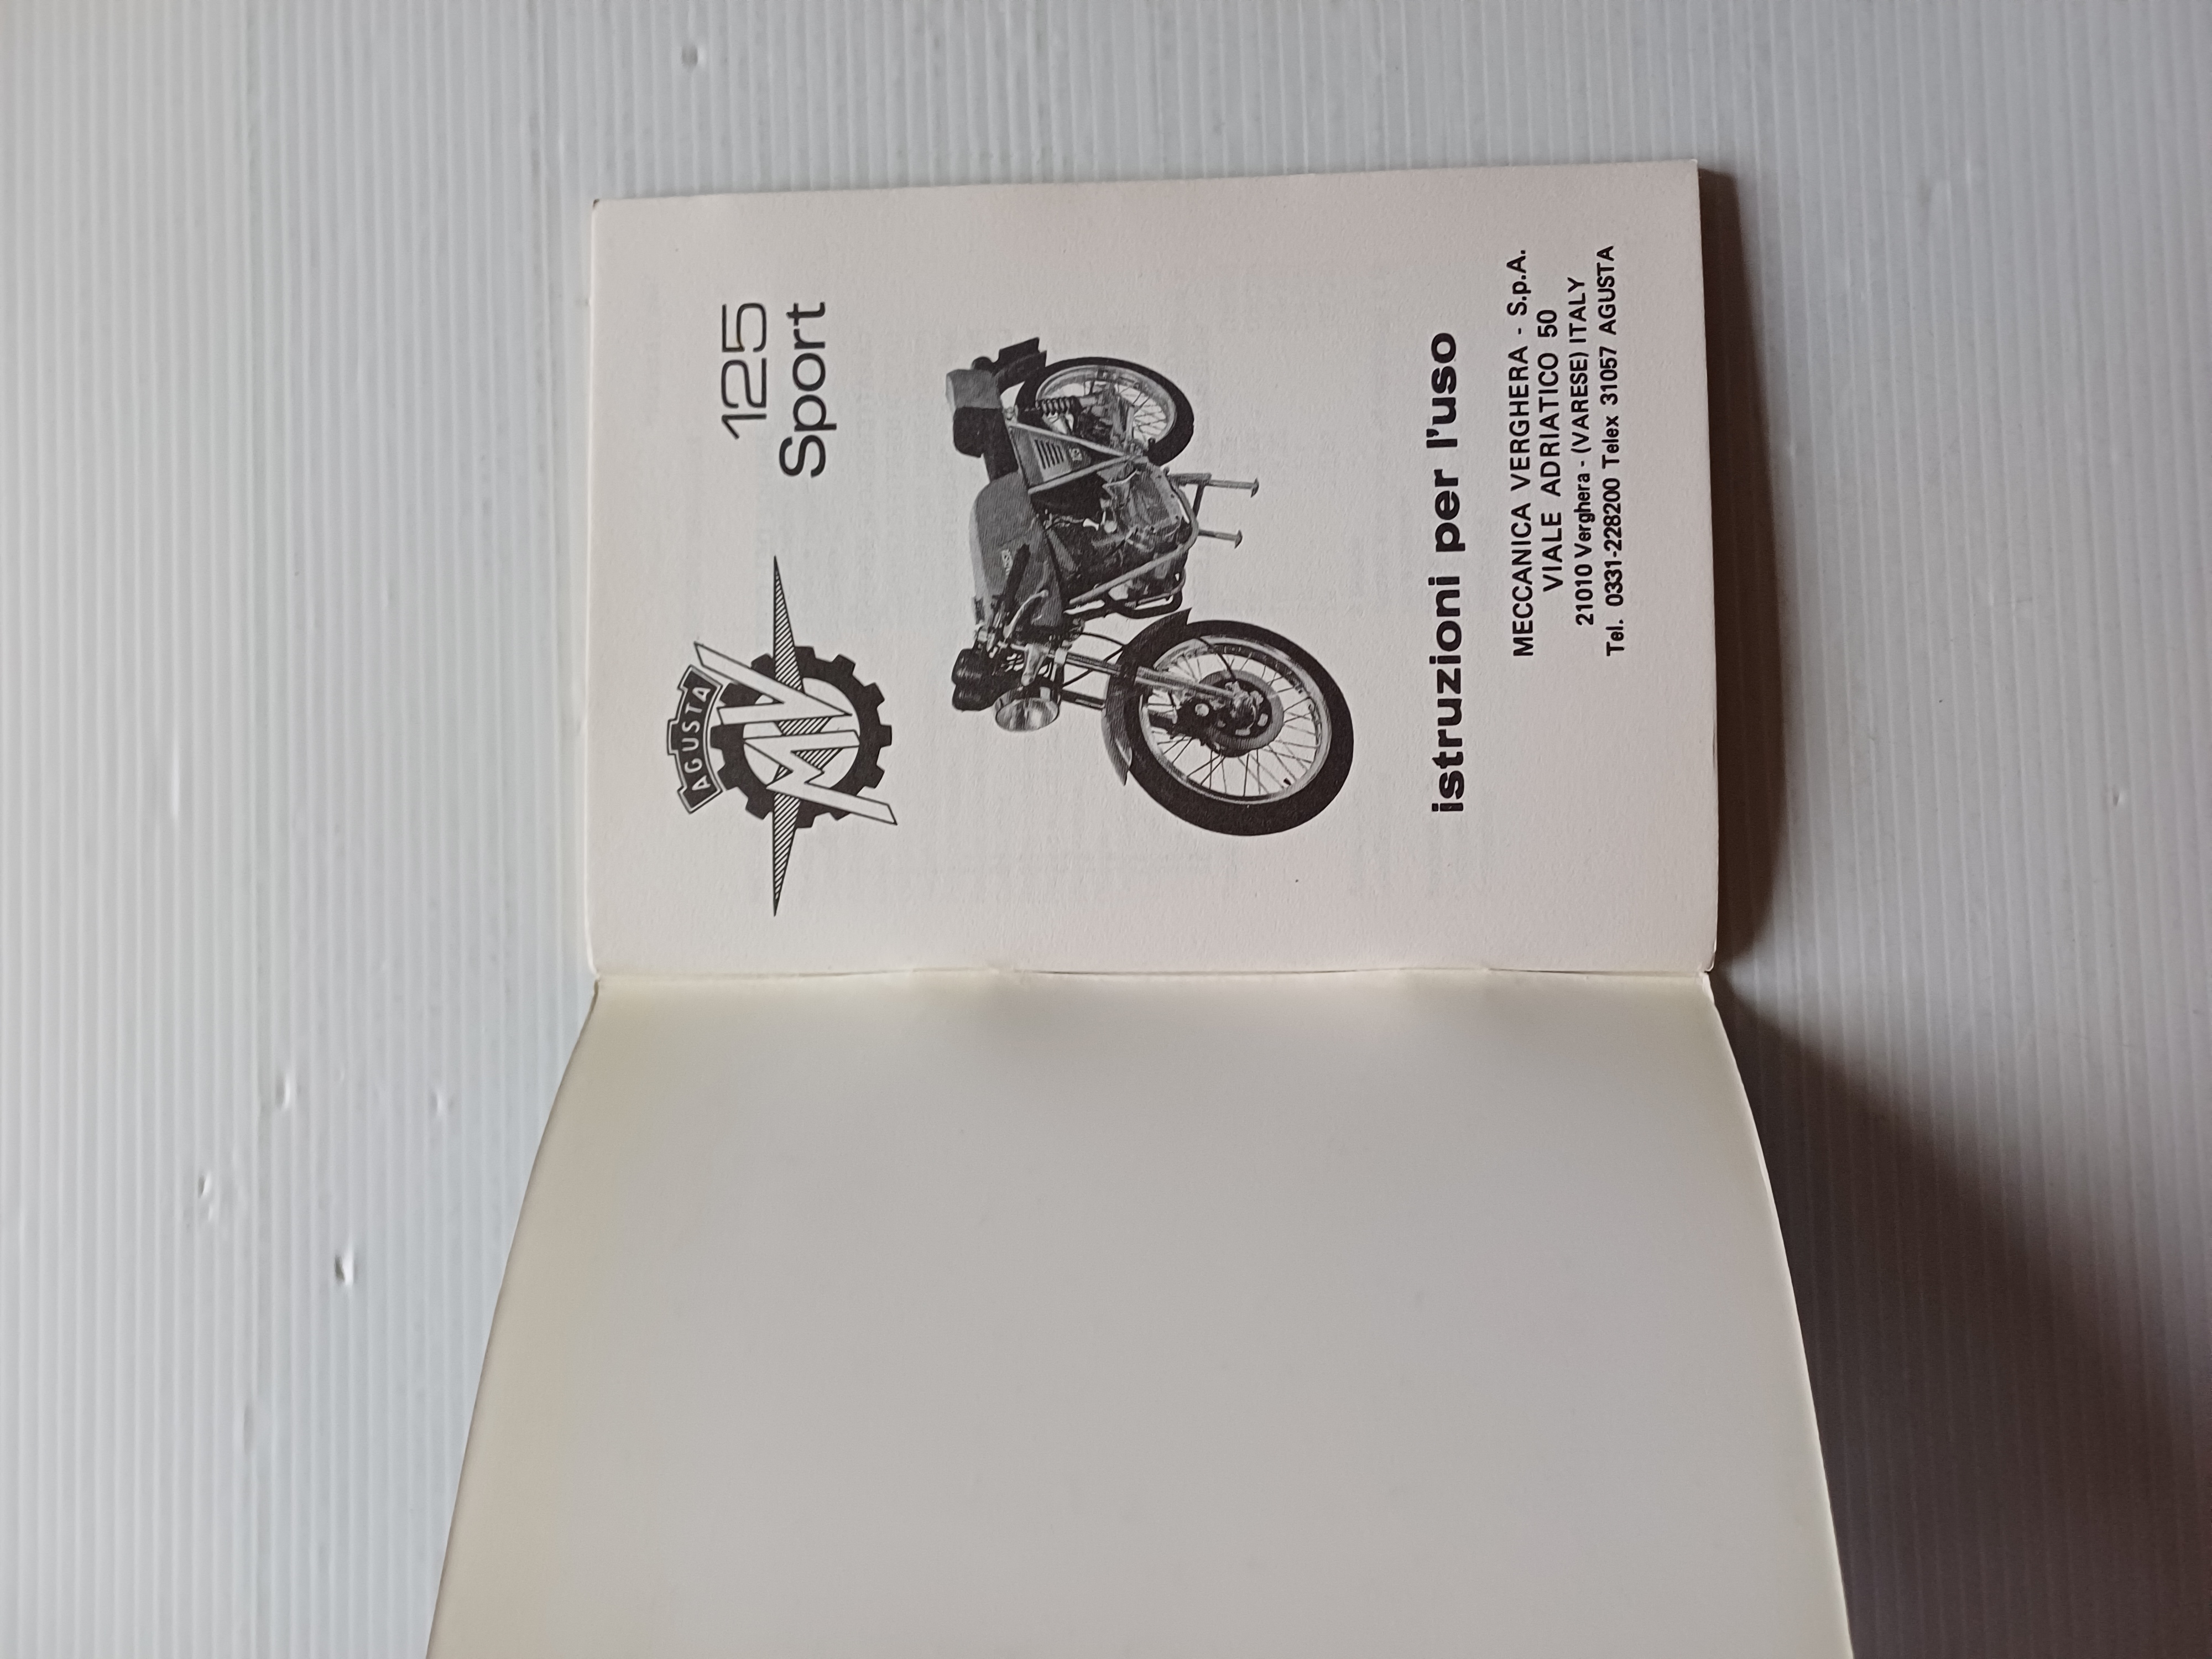 AGUSTA
MV
125
Sport
istruzioni per l'uso
MECCANICA VERGHERA - S.p.A.
VIALE ADRIATICO 50
21010 Verghera - (VARESE) ITALY
Tel. 0331-228200 Telex 31057 AGUSTA